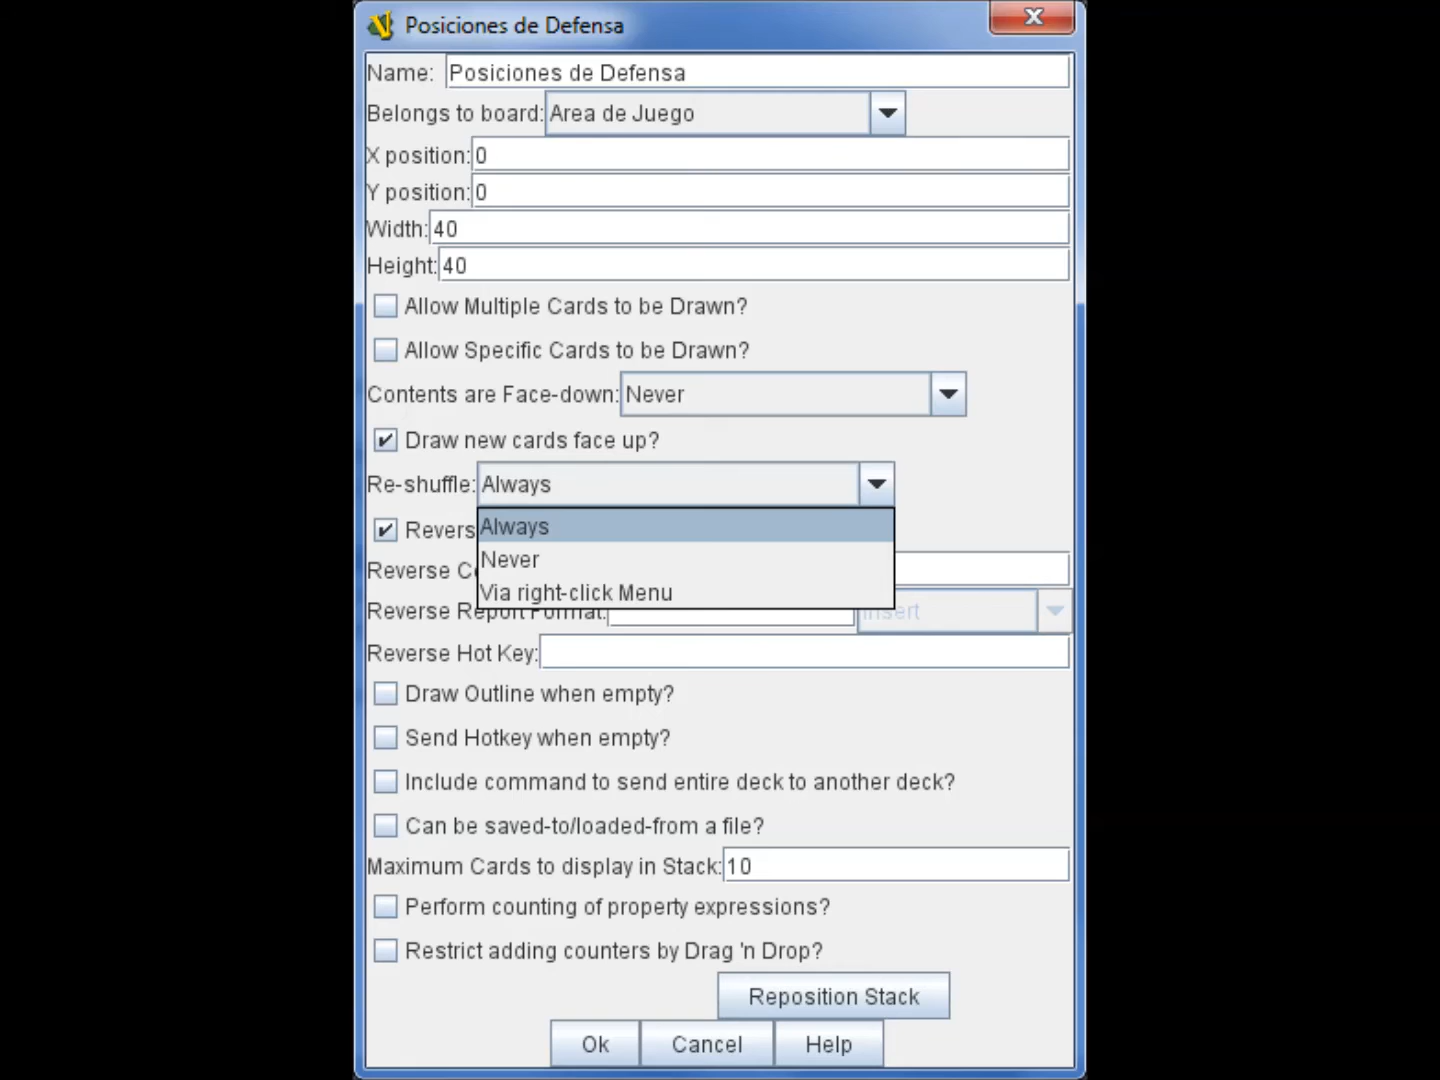 Posiciones de Defensa
Name: Posiciones de Defensa
Belongs to board: Area de Juego
X position: 0
Y position: 0
Width: 40
Height: 40
Allow Multiple Cards to be Drawn?
Allow Specific Cards to be Drawn?
Contents are Face-down: Never
Draw new cards face up?
Re-shuffle: Always
Always
Never
Via right-click Menu
Revers
Reverse C
Reverse Report Format: Insert
Reverse Hot Key:
Draw Outline when empty?
Send Hotkey when empty?
Include command to send entire deck to another deck?
Can be saved-to/loaded-from a file?
Maximum Cards to display in Stack: 10
Perform counting of property expressions?
Restrict adding counters by Drag 'n Drop?
Reposition Stack
Ok Cancel Help